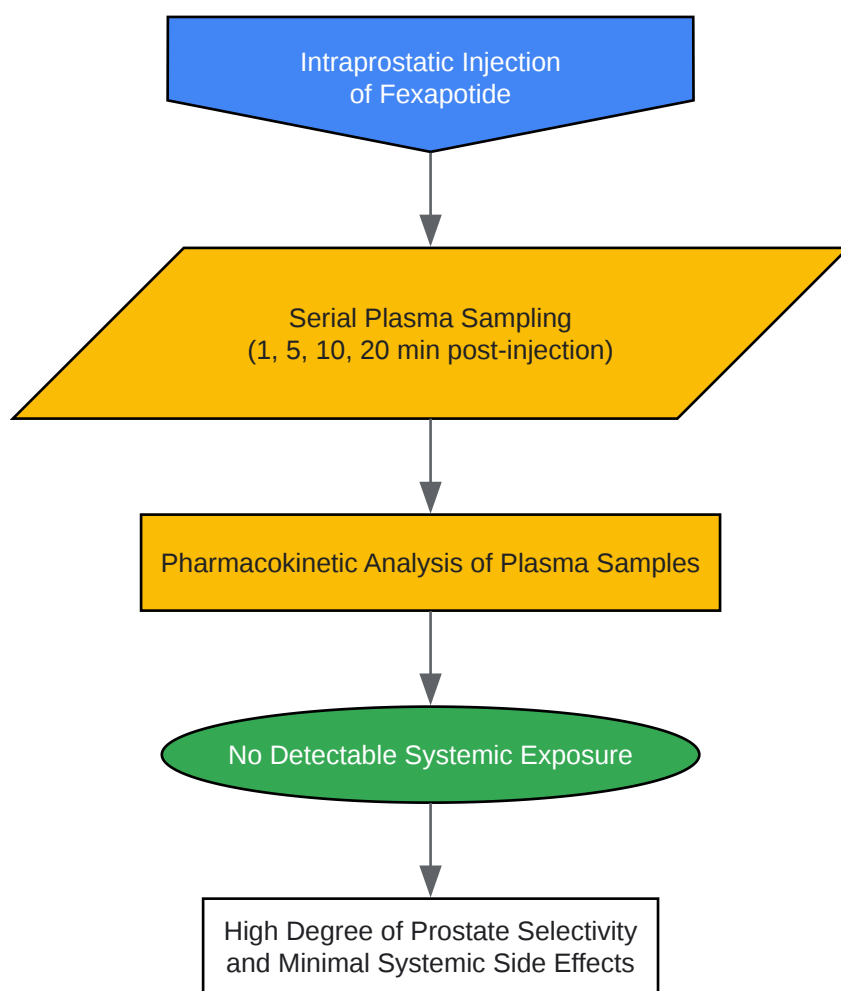 Intraprostatic Injection
of Fexapotide
Serial Plasma Sampling
(1, 5, 10, 20 min post-injection)
Pharmacokinetic Analysis of Plasma Samples
No Detectable Systemic Exposure
High Degree of Prostate Selectivity
and Minimal Systemic Side Effects